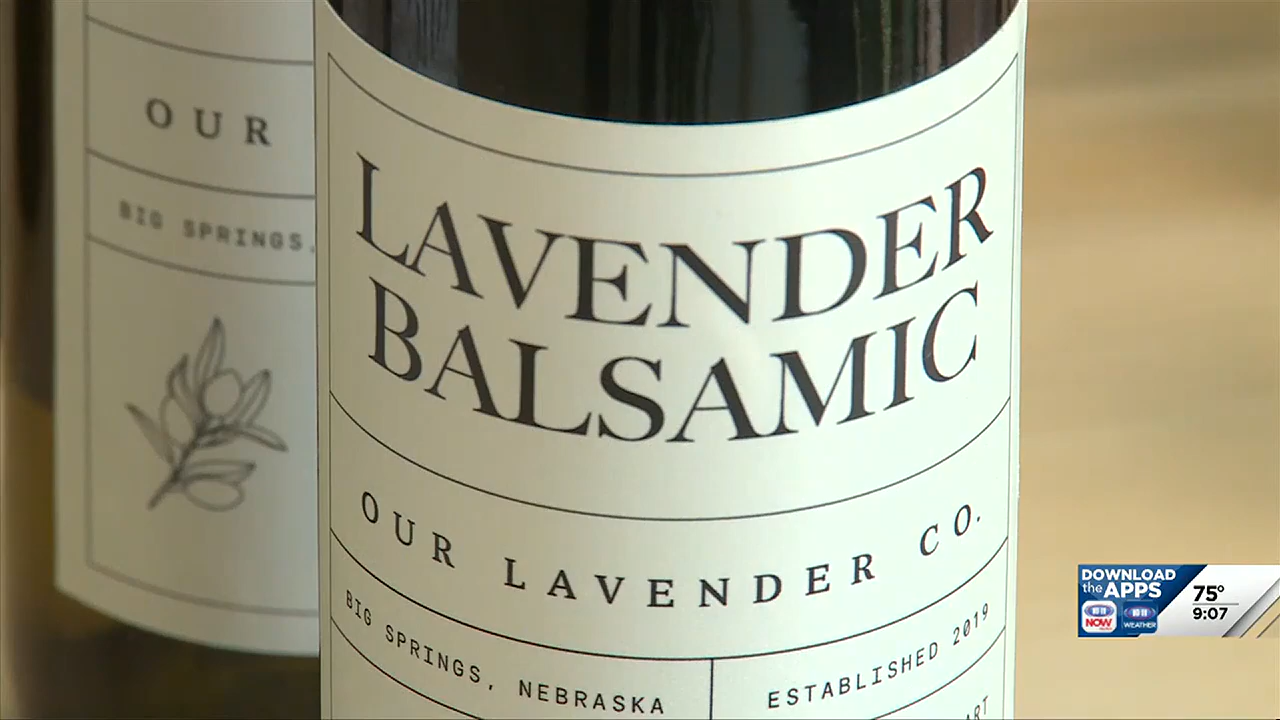 OUR
BIG SPRINGS,
LAVENDER
BALSAMIC
OUR LAVENDER CO.
BIG SPRINGS, NEBRASKA
ESTABLISHED 2019
DOWNLOAD
the APPS
NOW
WEATHER
75°
9:07